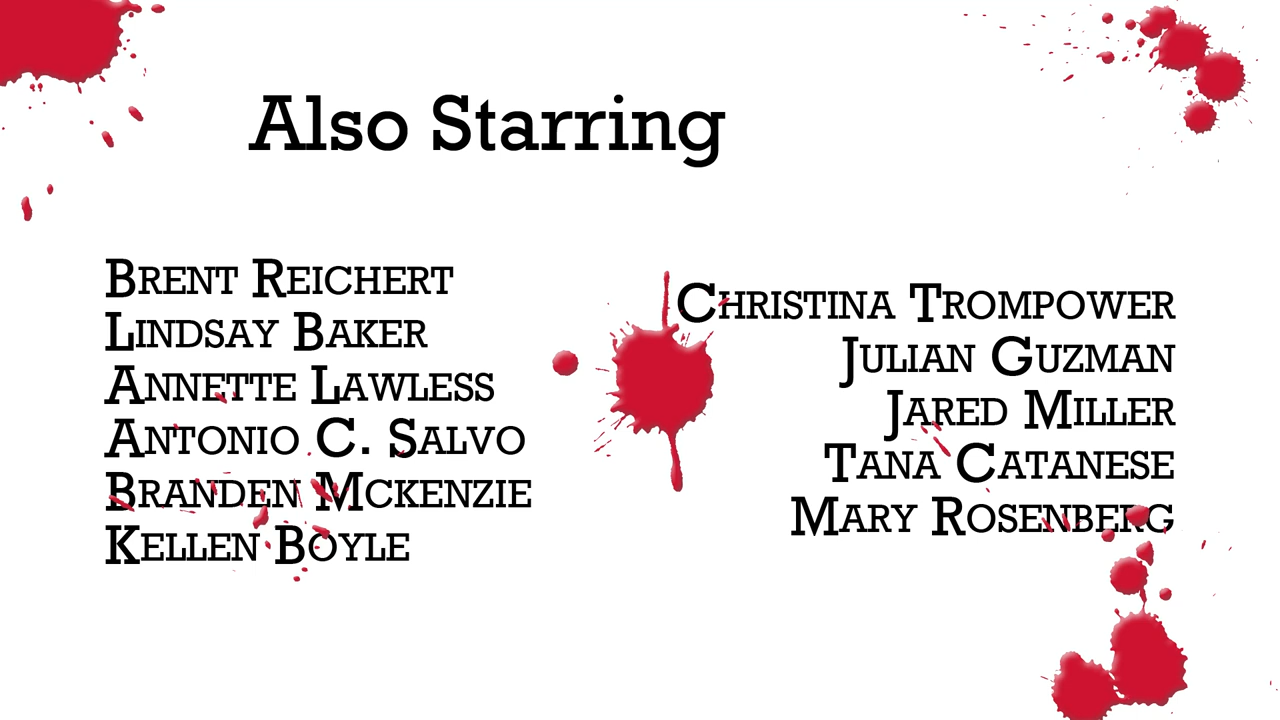 Also Starring
Brent Reichert
Lindsay Baker
Annette Lawless
Antonio C. Salvo
Branden Mckenzie
Kellen Boyle
Christina Trompower
Julian Guzman
Jared Miller
Tana Catanese
Mary Rosenberg